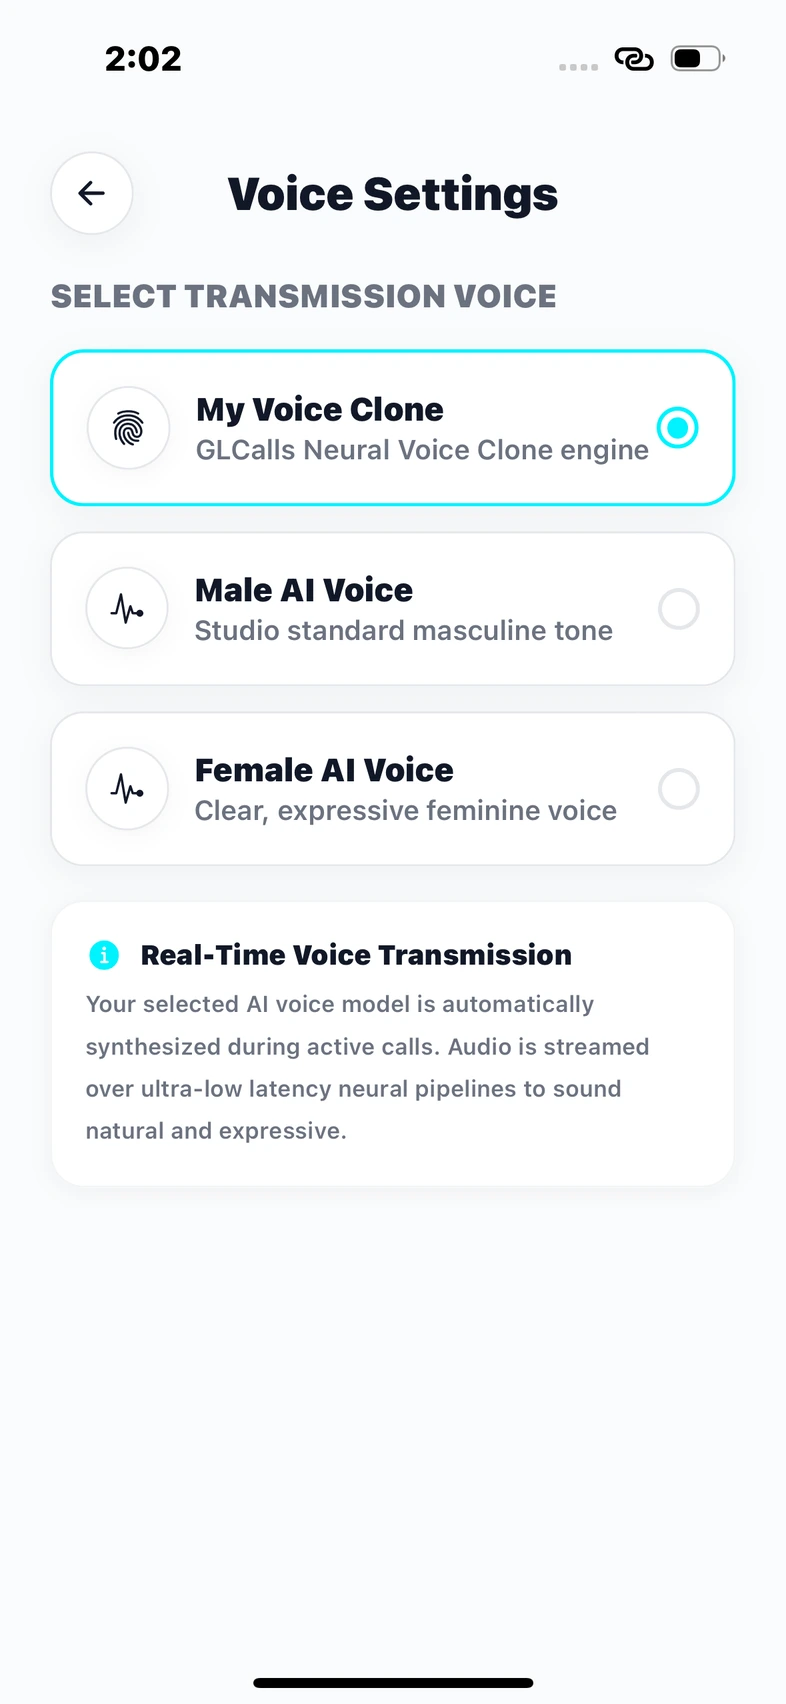 2:02
Voice Settings
SELECT TRANSMISSION VOICE
My Voice Clone
GLCalls Neural Voice Clone engine
Male AI Voice
Studio standard masculine tone
Female AI Voice
Clear, expressive feminine voice
Real-Time Voice Transmission
Your selected AI voice model is automatically
synthesized during active calls. Audio is streamed
over ultra-low latency neural pipelines to sound
natural and expressive.